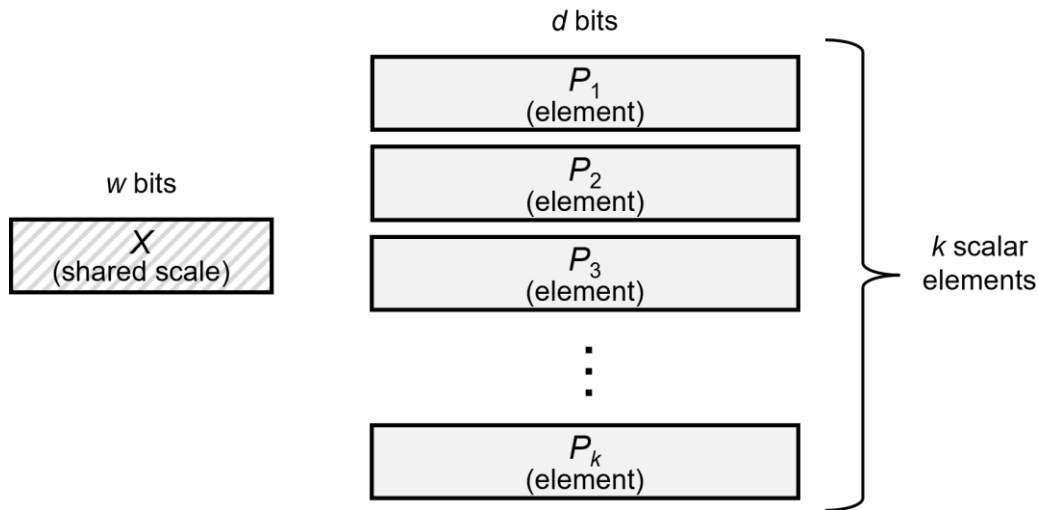 d bits
P1
(element)
P2
(element)
w bits
X
(shared scale)
P3
(element)
k scalar
elements
Pk
(element)